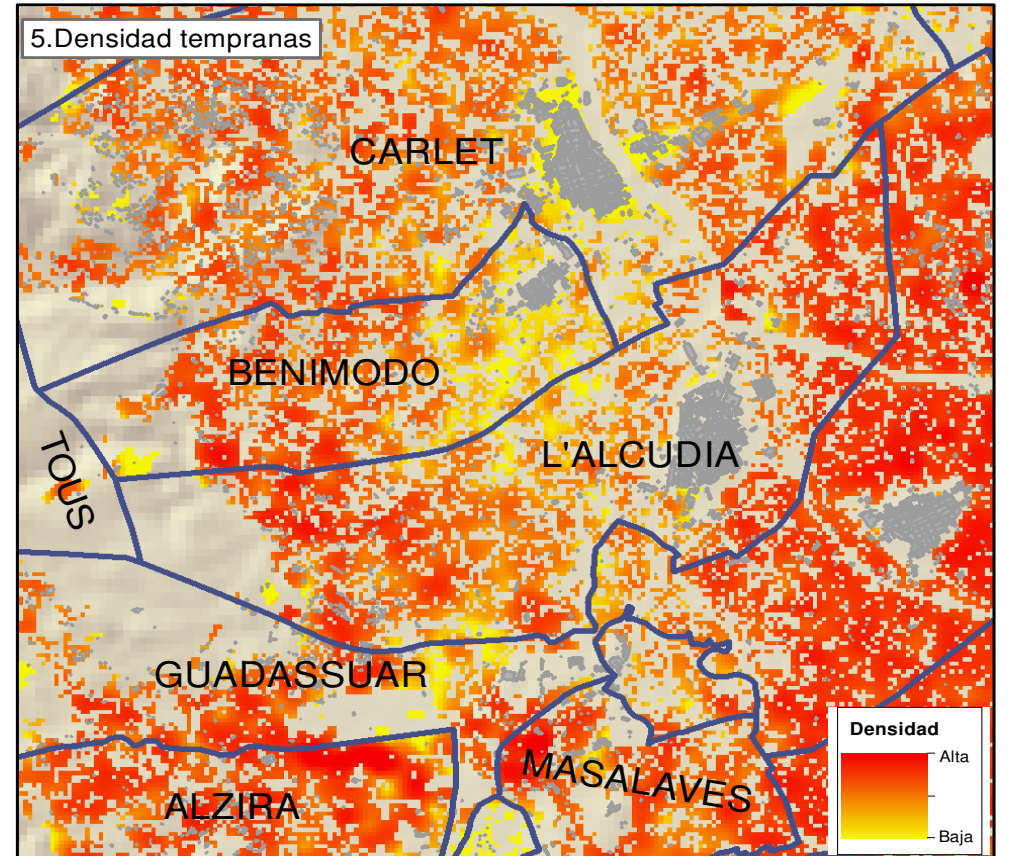 5.Densidad tempranas
CARLET
BENIMODO
L'ALCUDIA
TOUS
GUADASSUAR
MASALAVES
ALZIRA
Densidad
Alta
Baja